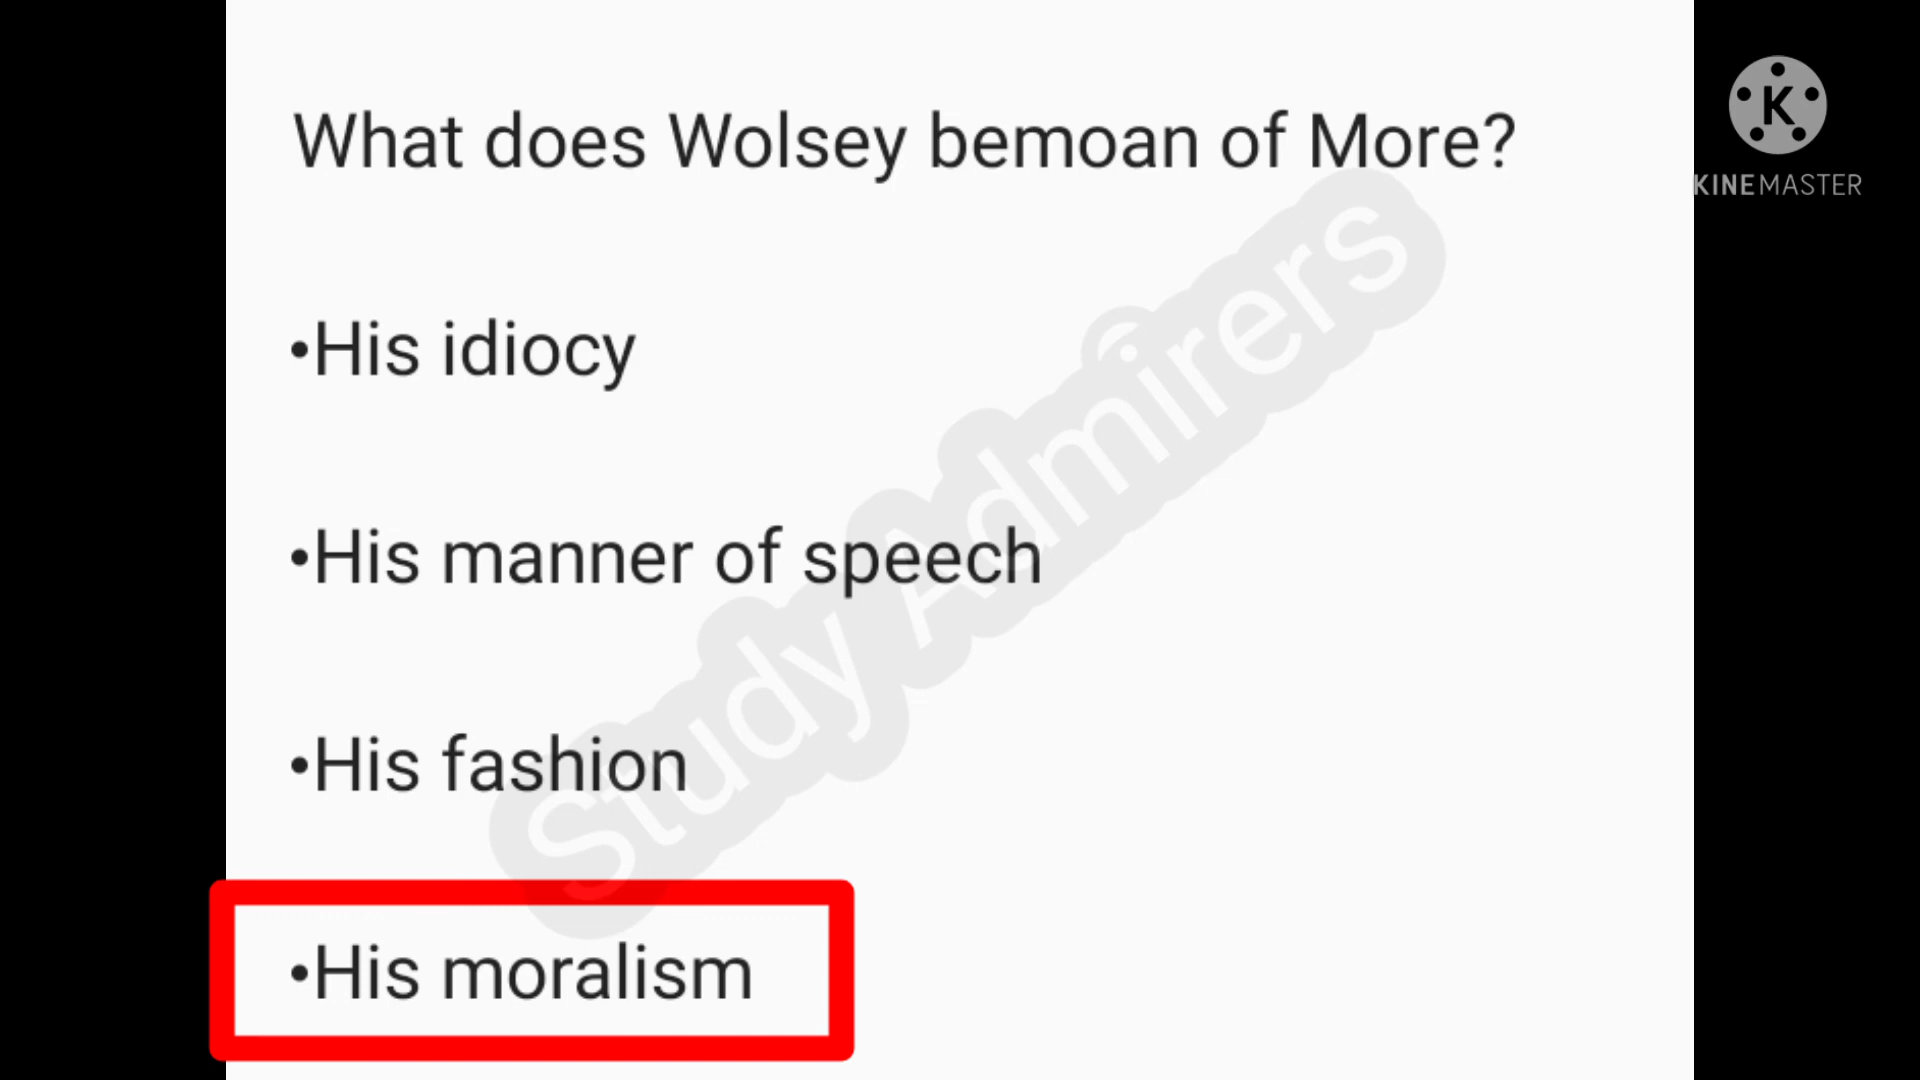 What does Wolsey bemoan of More?
•His idiocy
•His manner of speech
•His fashion
•His moralism
Study Admirers
K
KINEMASTER